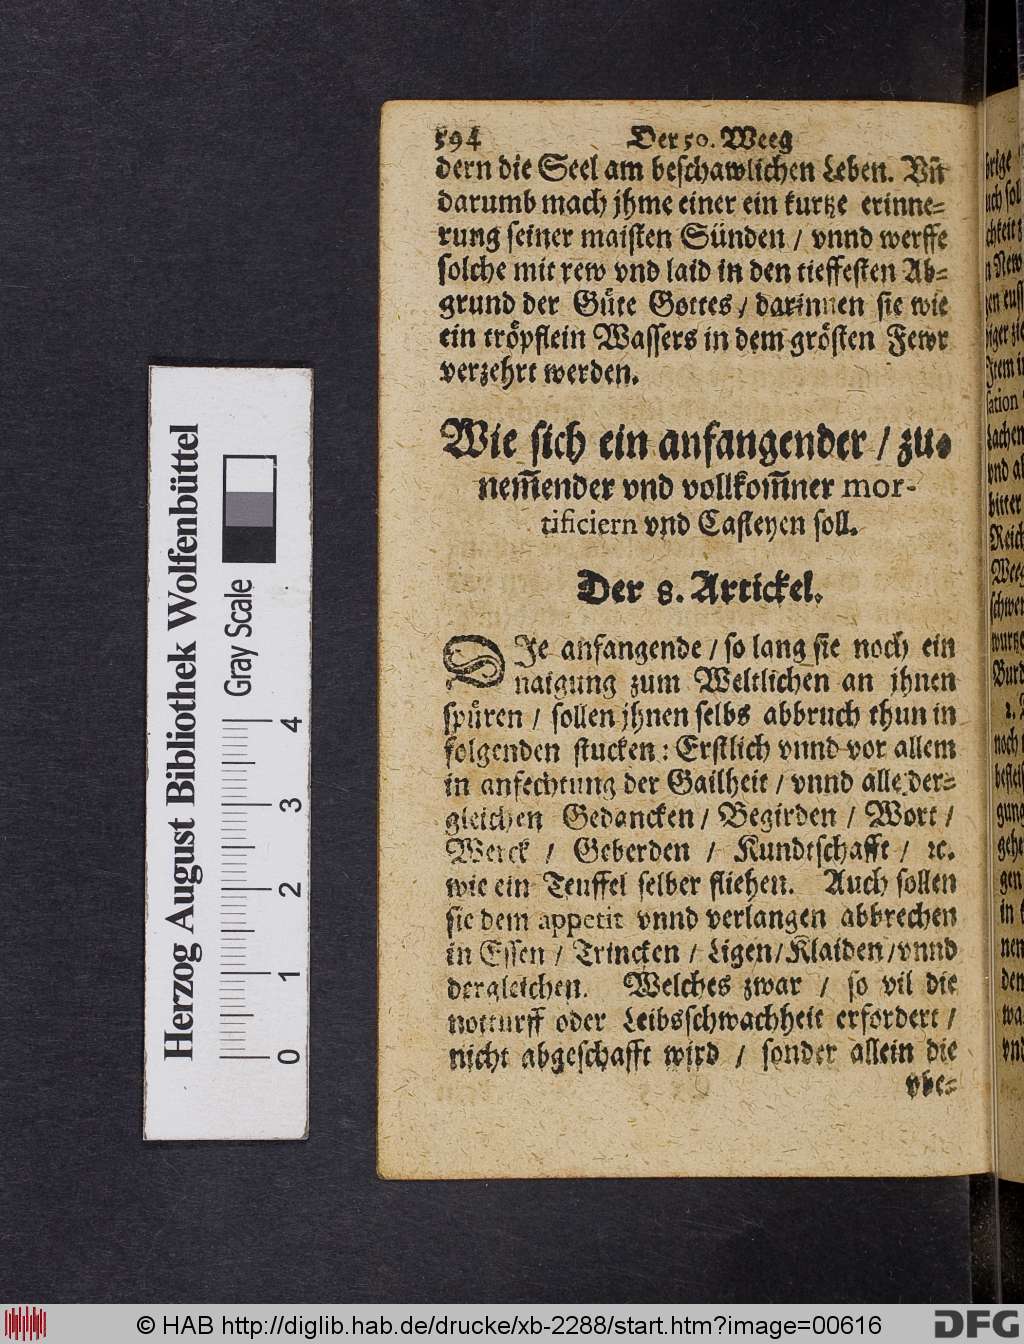 594 Der 50. Weeg
dern die Seel am beschawlichen Leben. Vñ
darumb mach jhme einer ein kurtze erinne-
rung seiner maisten Sünden / vnnd werffe
solche mit rew vnd laid in den tieffesten Ab-
grund der Güte Gottes / darinnen sie wie
ein tröpflein Wassers in dem grösten Fewr
verzehrt werden.
Wie sich ein anfangender / zu-
nem̃ender vnd vollkom̃ner mor-
tificiern vnd Casteyen soll.
Der 8. Artickel.
DJe anfangende / so lang sie noch ein
naigung zum Weltlichen an jhnen
spüren / sollen jhnen selbs abbruch thun in
folgenden stucken : Erstlich vnnd vor allem
in anfechtung der Gailheit / vnnd alle der-
gleichen Gedancken / Begirden / Wort /
Werck / Geberden / Kundtschafft / ꝛc.
wie ein Teuffel selber fliehen. Auch sollen
sie dem appetit vnnd verlangen abbrechen
in Essen / Trincken / Ligen / Klaiden / vnnd
dergleichen. Welches zwar / so vil die
notturff oder Leibsschwachheit erfordert /
nicht abgeschafft wird / sonder allein die
vbe-
Herzog August Bibliothek Wolfenbüttel
Gray Scale
0 1 2 3 4
© HAB http://diglib.hab.de/drucke/xb-2288/start.htm?image=00616
DFG